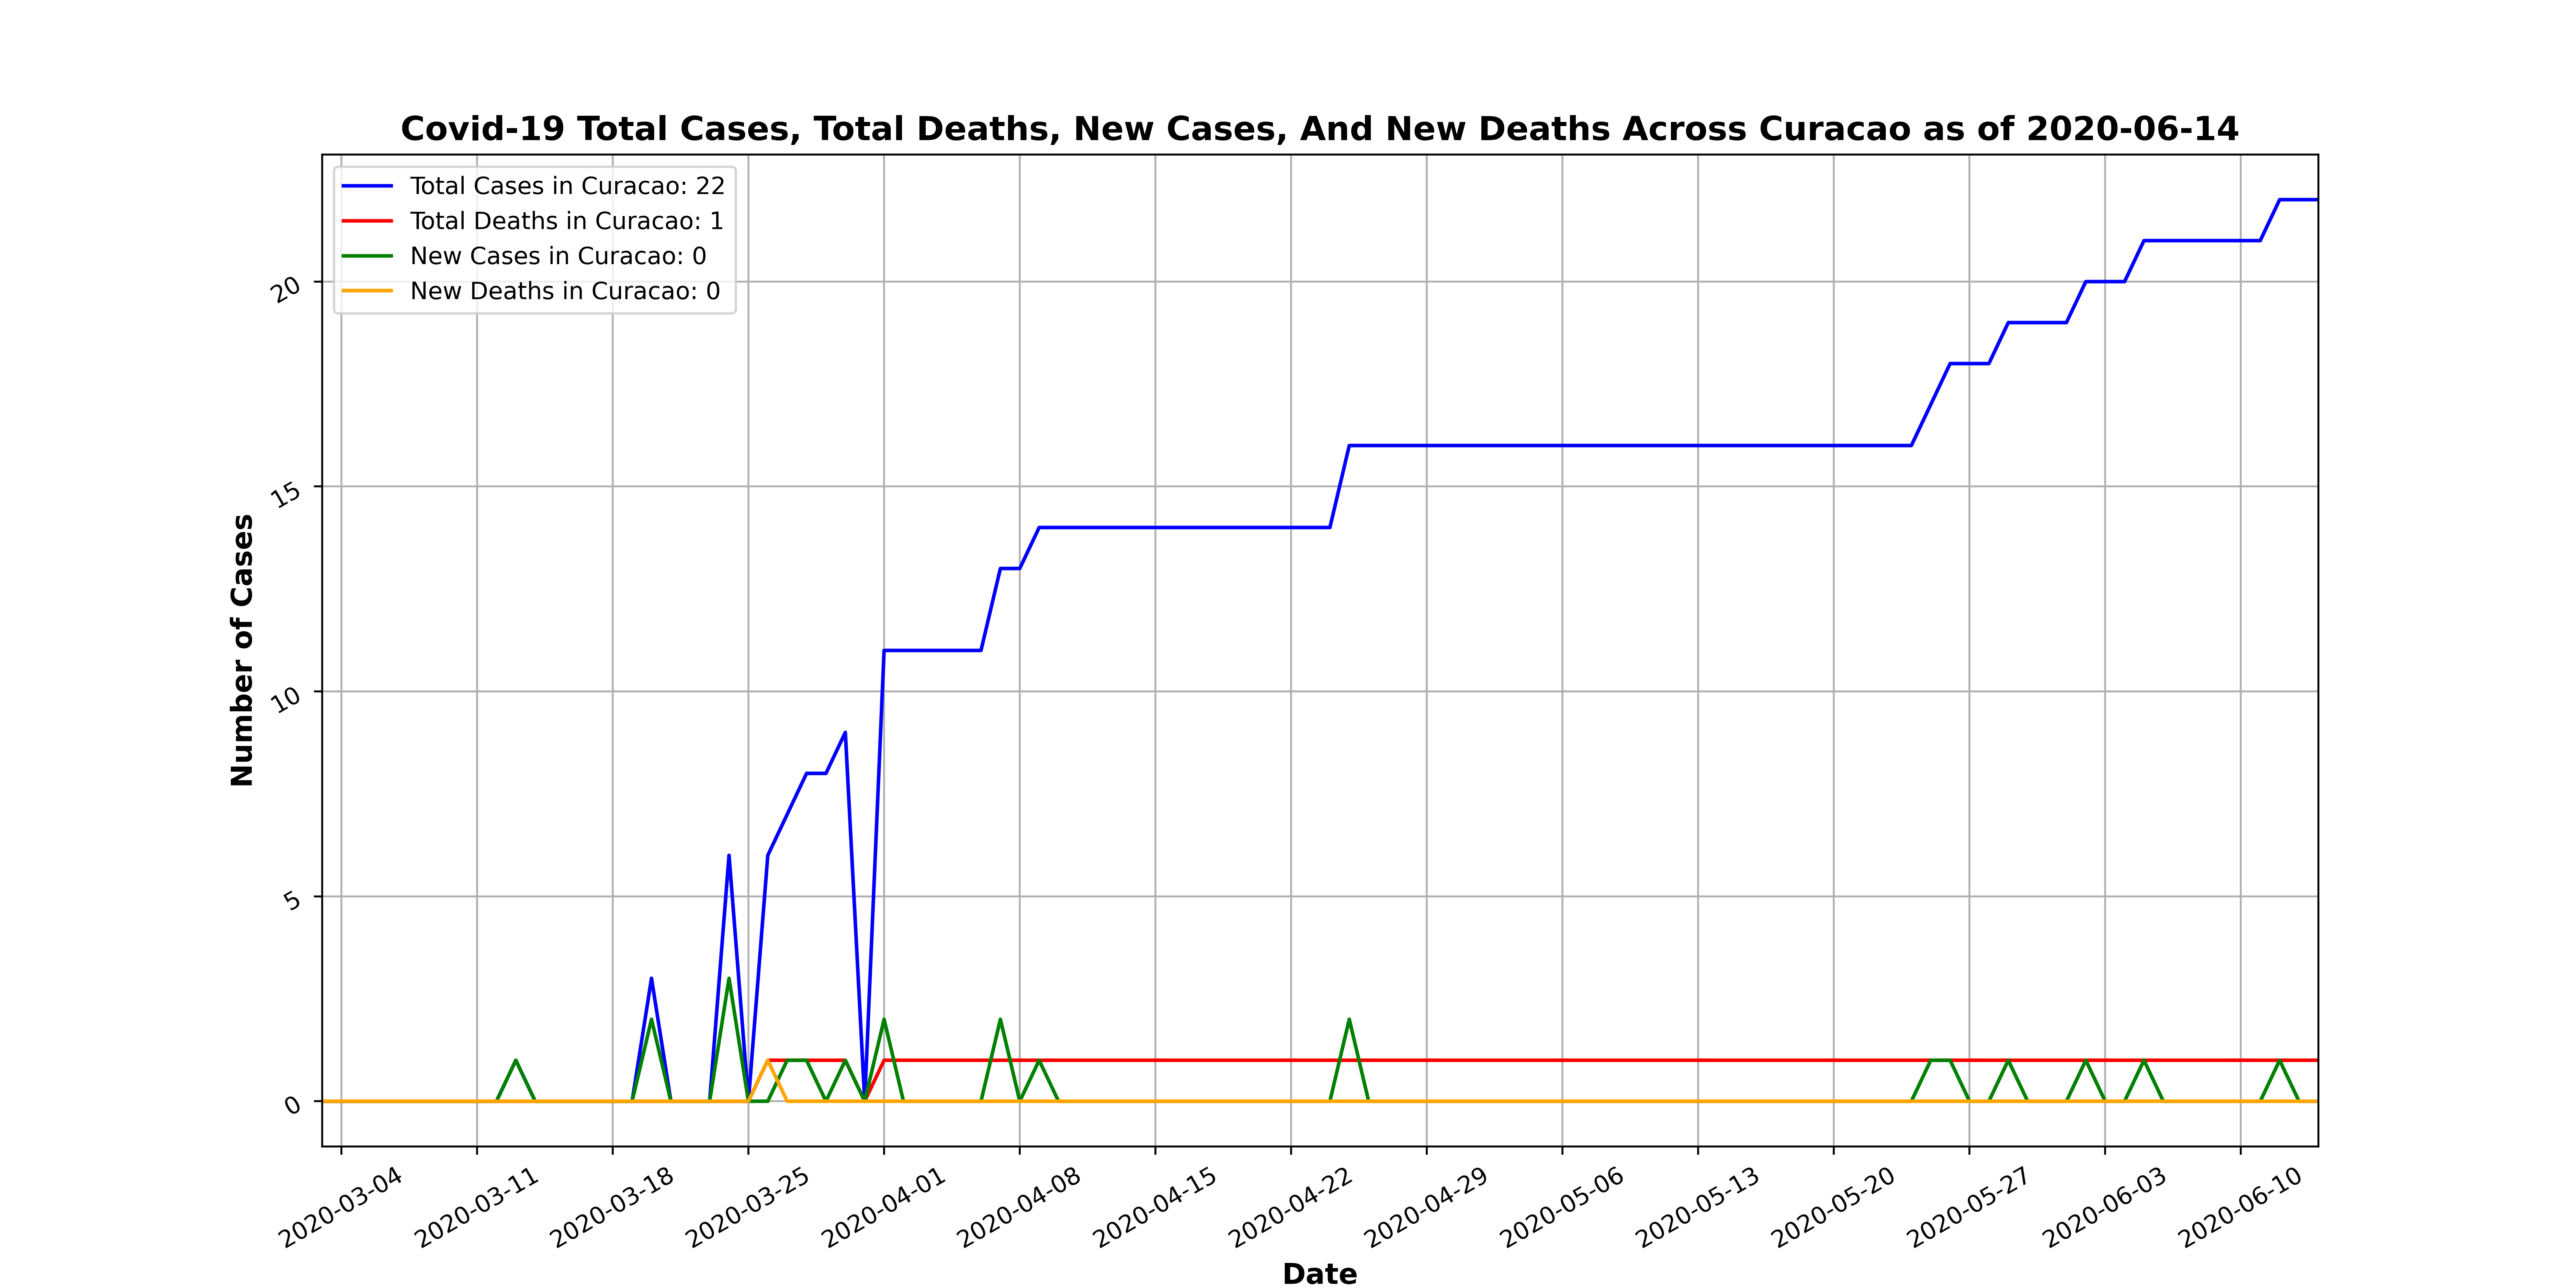 Covid-19 Total Cases, Total Deaths, New Cases, And New Deaths Across Curacao as of 2020-06-14
Total Cases in Curacao: 22
Total Deaths in Curacao: 1
New Cases in Curacao: 0
New Deaths in Curacao: 0
Number of Cases
20
15
10
5
0
2020-03-04
2020-03-11
2020-03-18
2020-03-25
2020-04-01
2020-04-08
2020-04-15
2020-04-22
2020-04-29
2020-05-06
2020-05-13
2020-05-20
2020-05-27
2020-06-03
2020-06-10
Date